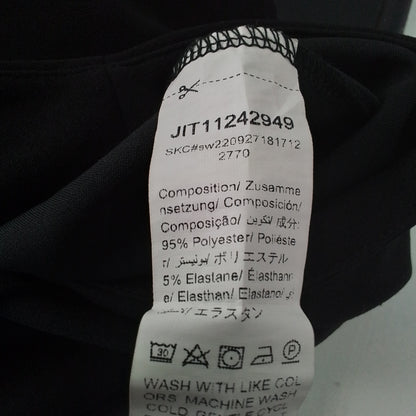 JIT11242949
SKC#sw220927181712
2770
Composition/ Zusamme
nsetzung/ Composición/
Composição/ تكوين/ 成分:
95% Polyester/ Poliéste
r/ بوليستر/ ポリエステル
5% Elastane/ Élasthann
e/ Elasthan/ Elastano/
エラスタン
30
P
WASH WITH LIKE COL
ORS MACHINE WASH